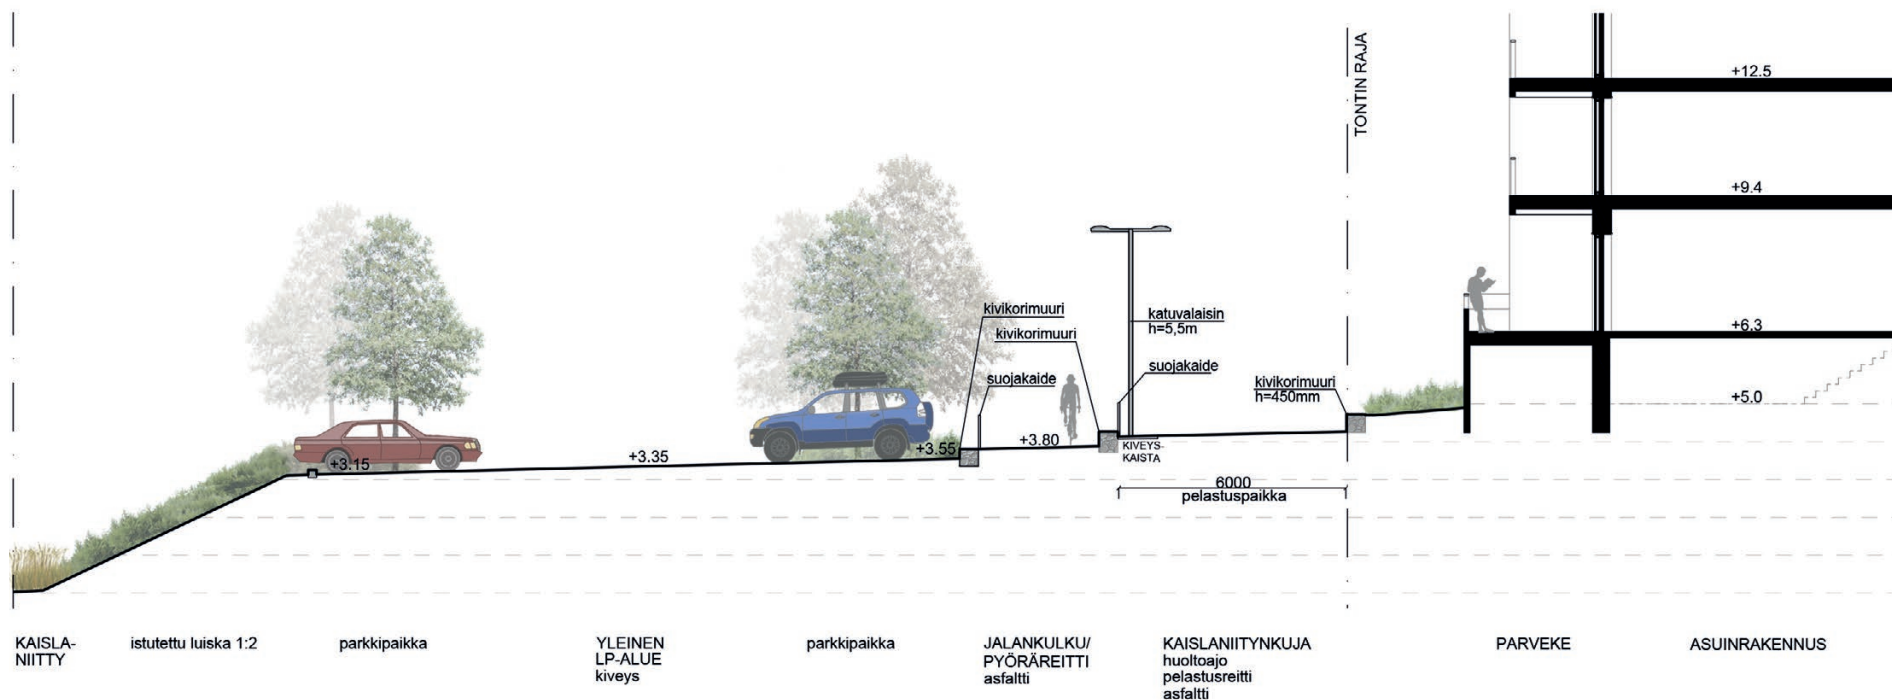 TONTIN RAJA
+12.5
+9.4
+6.3
+5.0
kivikorimuuri
kivikorimuuri
suojakaide
katuvalaisin
h=5,5m
suojakaide
kivikorimuuri
h=450mm
+3.15
+3.35
+3.55
+3.80
KIVEYS-
KAISTA
6000
pelastuspaikka
KAISLA-
NIITTY
istutettu luiska 1:2
parkkipaikka
YLEINEN
LP-ALUE
kiveys
parkkipaikka
JALANKULKU/
PYÖRÄREITTI
asfaltti
KAISLANIITYNKUJA
huoltoajo
pelastusreitti
asfaltti
PARVEKE
ASUINRAKENNUS